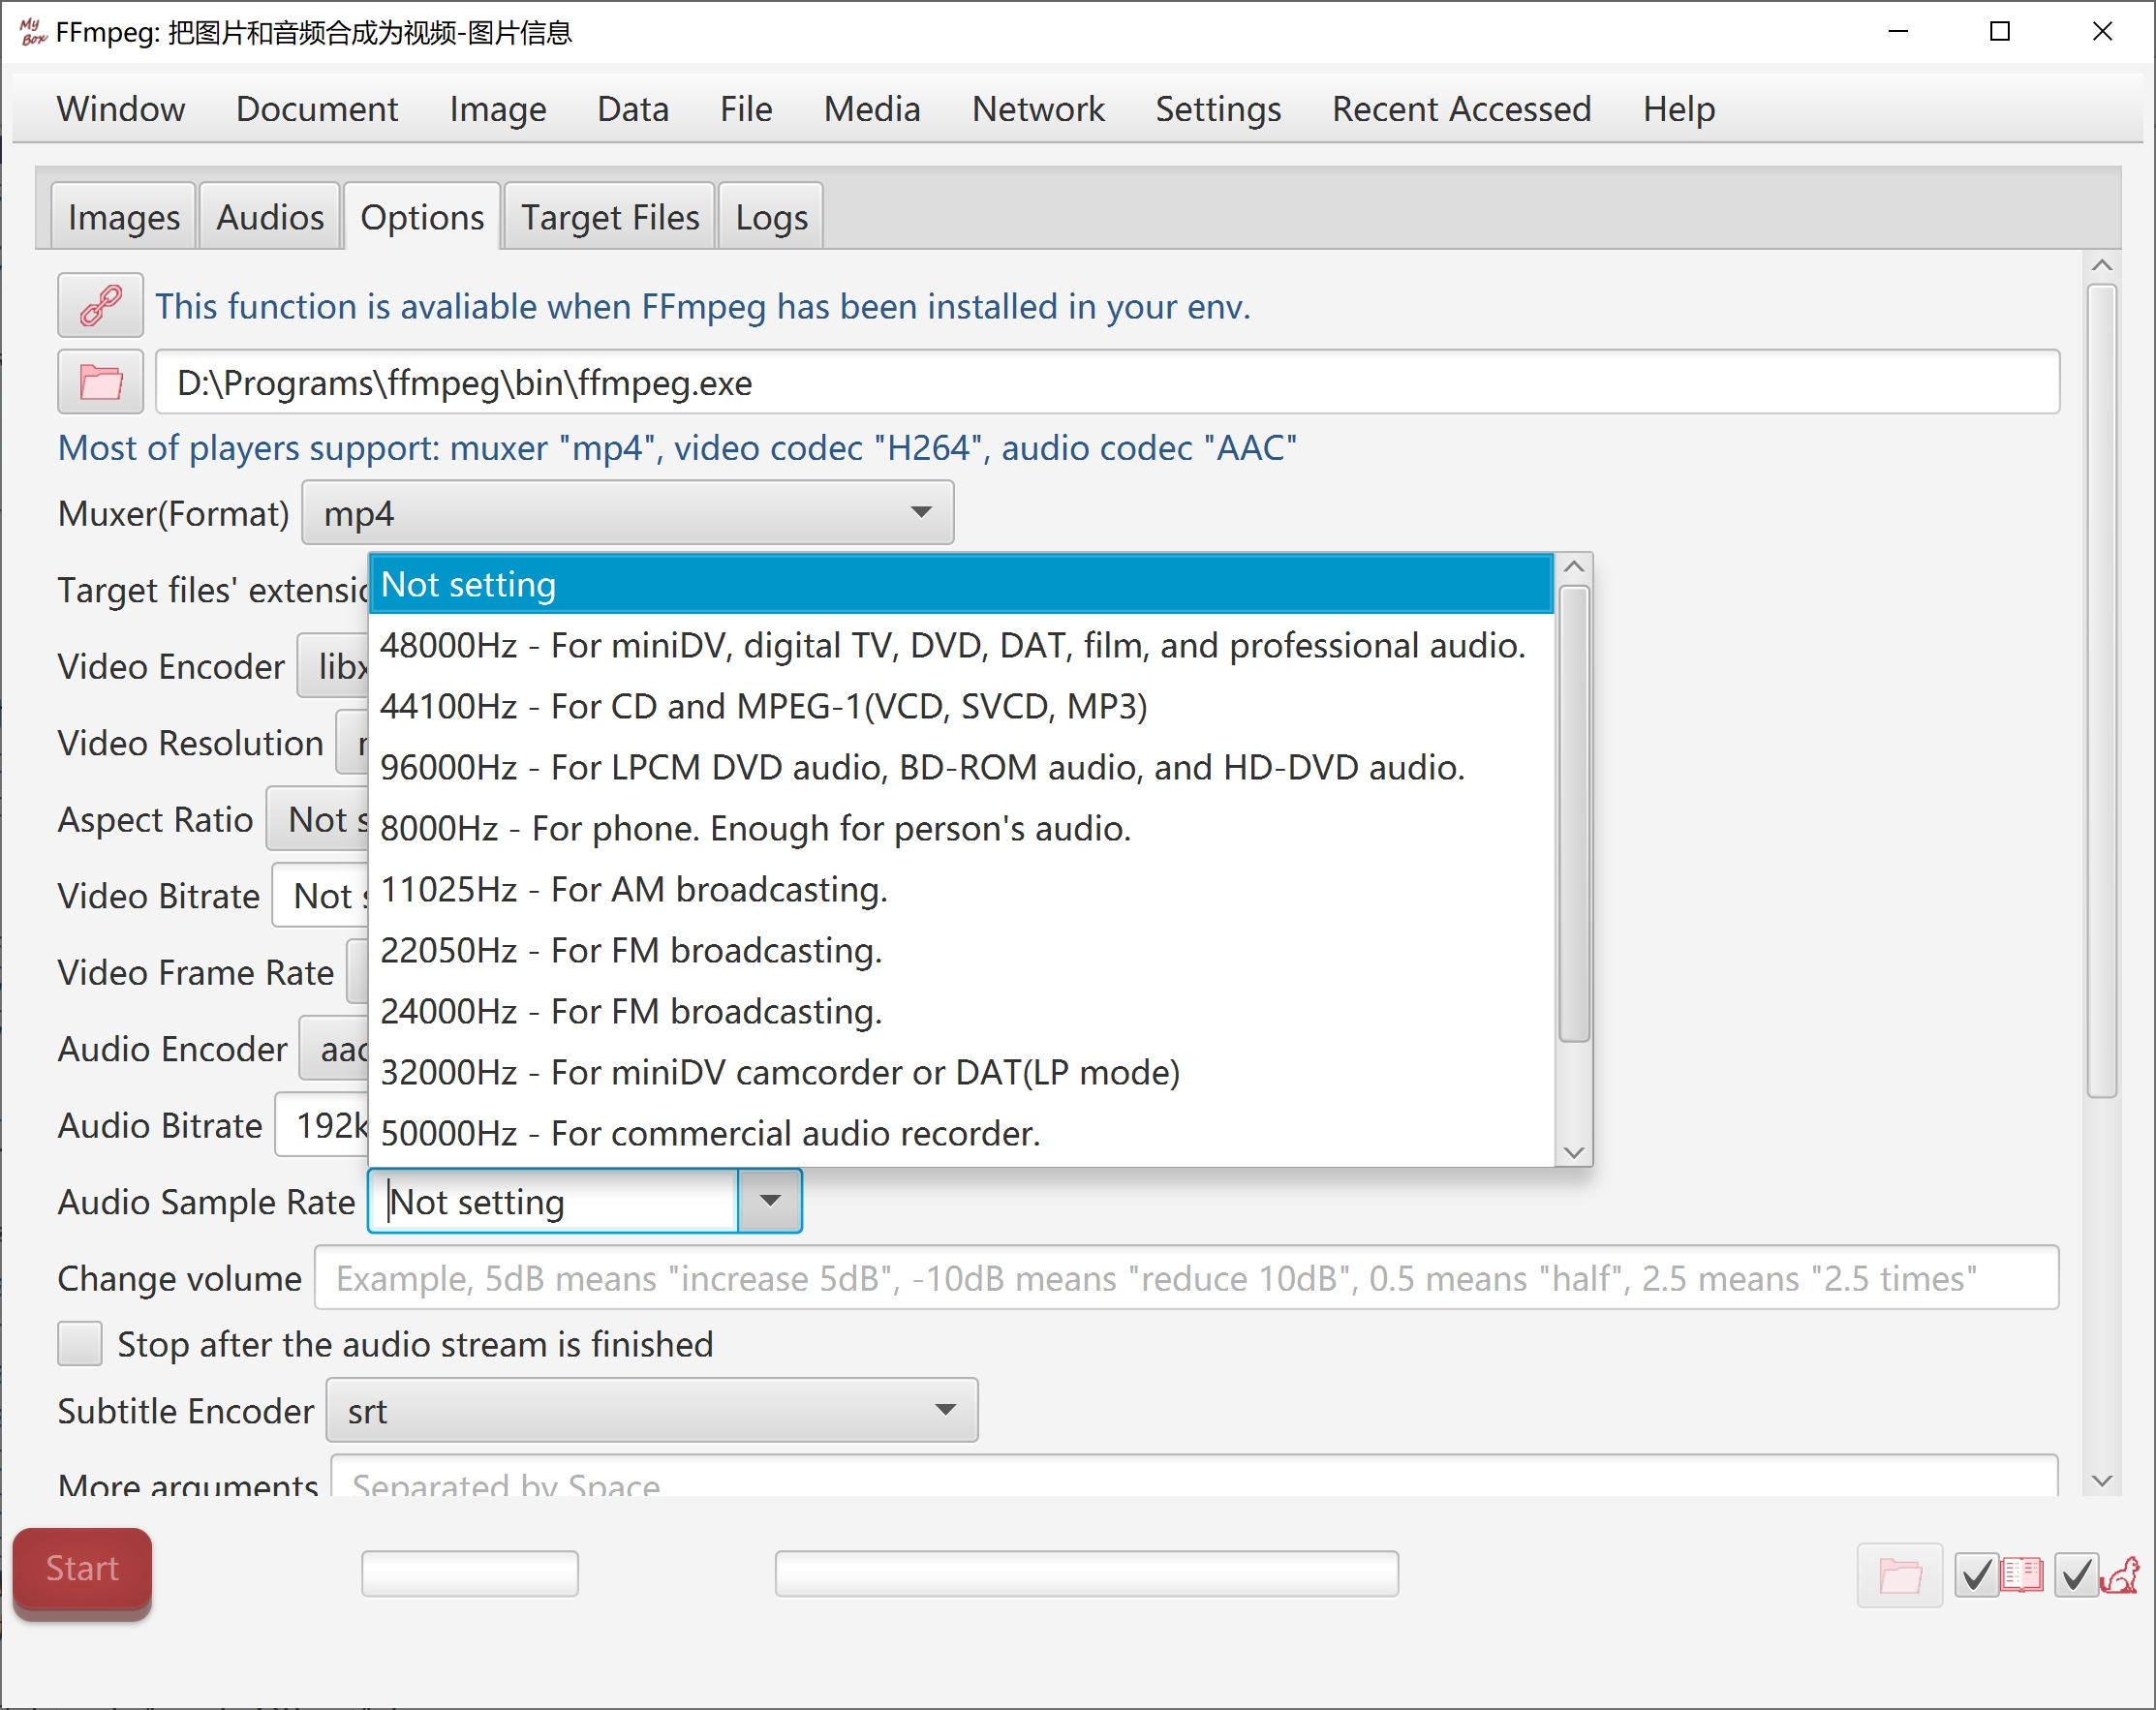 My Box FFmpeg: 把图片和音频合成为视频-图片信息
Window Document Image Data File Media Network Settings Recent Accessed Help
Images Audios Options Target Files Logs
This function is avaliable when FFmpeg has been installed in your env.
D:\Programs\ffmpeg\bin\ffmpeg.exe
Most of players support: muxer "mp4", video codec "H264", audio codec "AAC"
Muxer(Format) mp4
Target files'
Video Encoder
Video Resolution
Aspect Ratio Not
Video Bitrate Not
Video Frame Rate
Audio Encoder
Audio Bitrate 192k
Not setting
48000Hz - For miniDV, digital TV, DVD, DAT, film, and professional audio.
44100Hz - For CD and MPEG-1(VCD, SVCD, MP3)
96000Hz - For LPCM DVD audio, BD-ROM audio, and HD-DVD audio.
8000Hz - For phone. Enough for person's audio.
11025Hz - For AM broadcasting.
22050Hz - For FM broadcasting.
24000Hz - For FM broadcasting.
32000Hz - For miniDV camcorder or DAT(LP mode)
50000Hz - For commercial audio recorder.
Audio Sample Rate Not setting
Change volume Example, 5dB means "increase 5dB", -10dB means "reduce 10dB", 0.5 means "half", 2.5 means "2.5 times"
Stop after the audio stream is finished
Subtitle Encoder srt
More arguments Separated by Space
Start